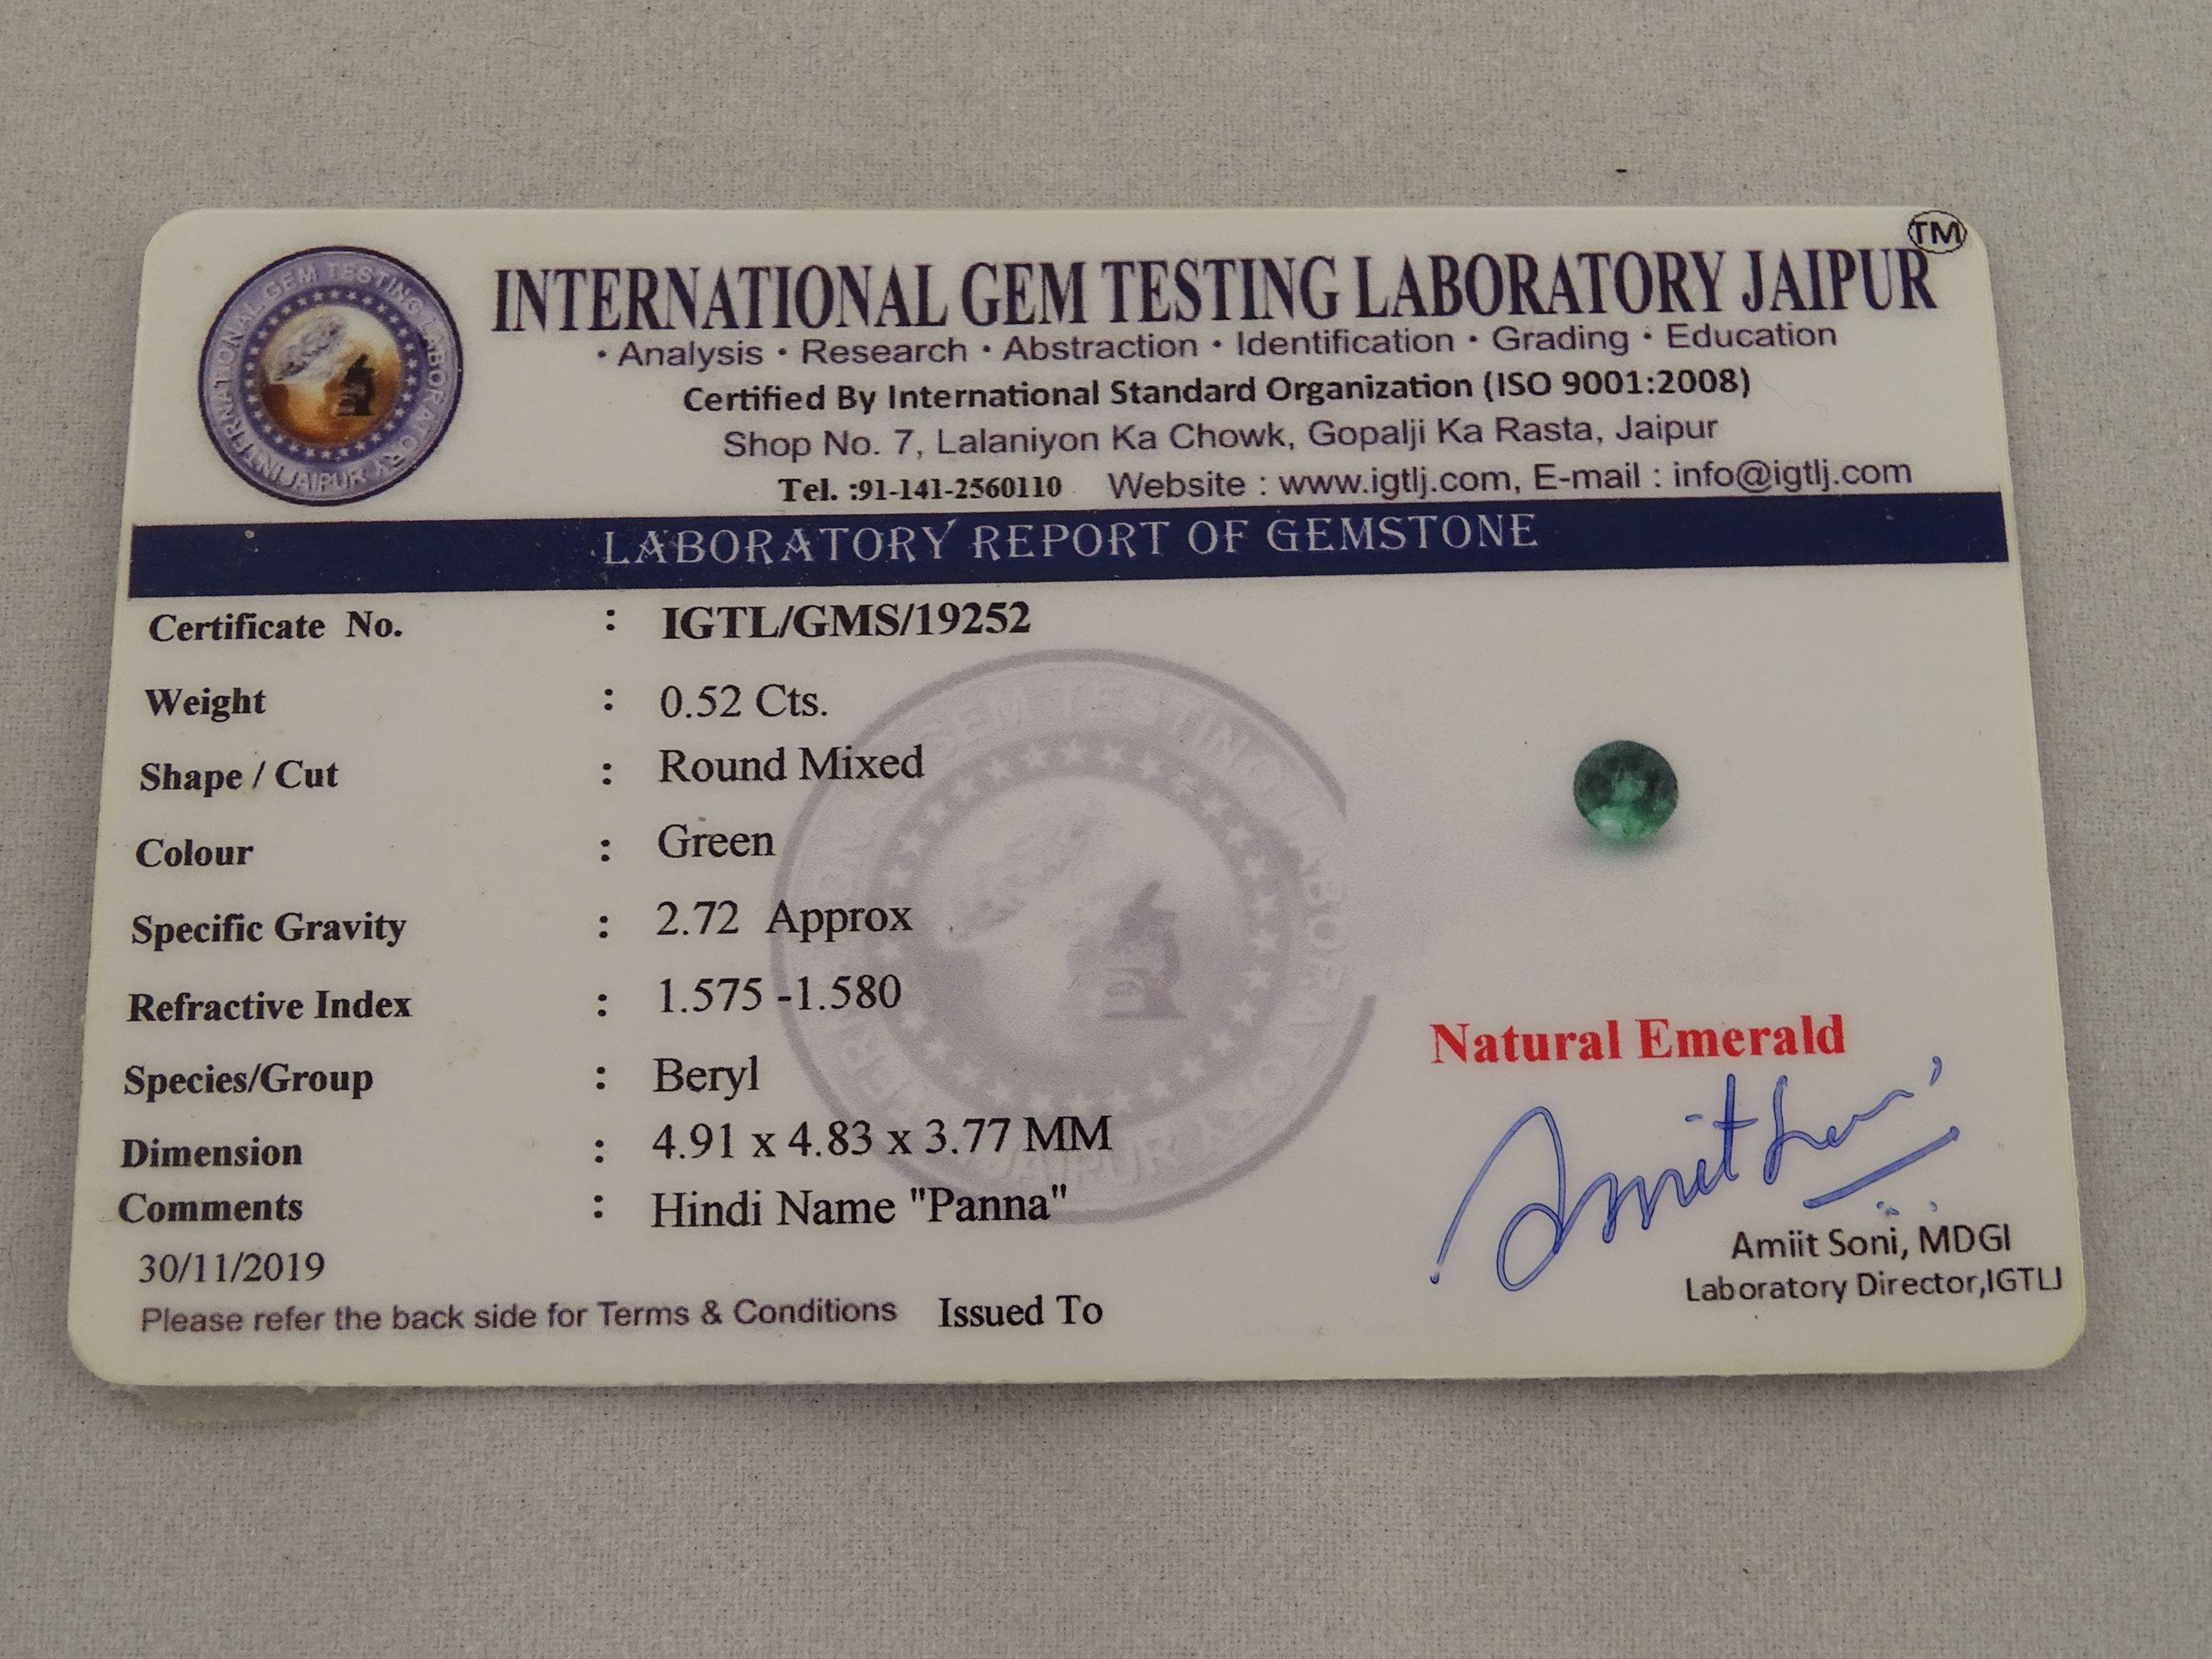 INTERNATIONAL GEM TESTING LABORATORY JAIPUR TM
• Analysis • Research • Abstraction • Identification • Grading • Education
Certified By International Standard Organization (ISO 9001:2008)
Shop No. 7, Lalaniyon Ka Chowk, Gopalji Ka Rasta, Jaipur
Tel. :91-141-2560110 Website : www.igtlj.com, E-mail : info@igtlj.com
INTERNATIONAL GEM TESTING LABORATORY JAIPUR
LABORATORY REPORT OF GEMSTONE
Certificate No. : IGTL/GMS/19252
Weight : 0.52 Cts.
Shape / Cut : Round Mixed
Colour : Green
Specific Gravity : 2.72 Approx
Refractive Index : 1.575 -1.580
Species/Group : Beryl
Dimension : 4.91 x 4.83 x 3.77 MM
Comments : Hindi Name "Panna"
30/11/2019
Please refer the back side for Terms & Conditions Issued To
Natural Emerald
Amiit Soni, MDGI
Laboratory Director,IGTLJ